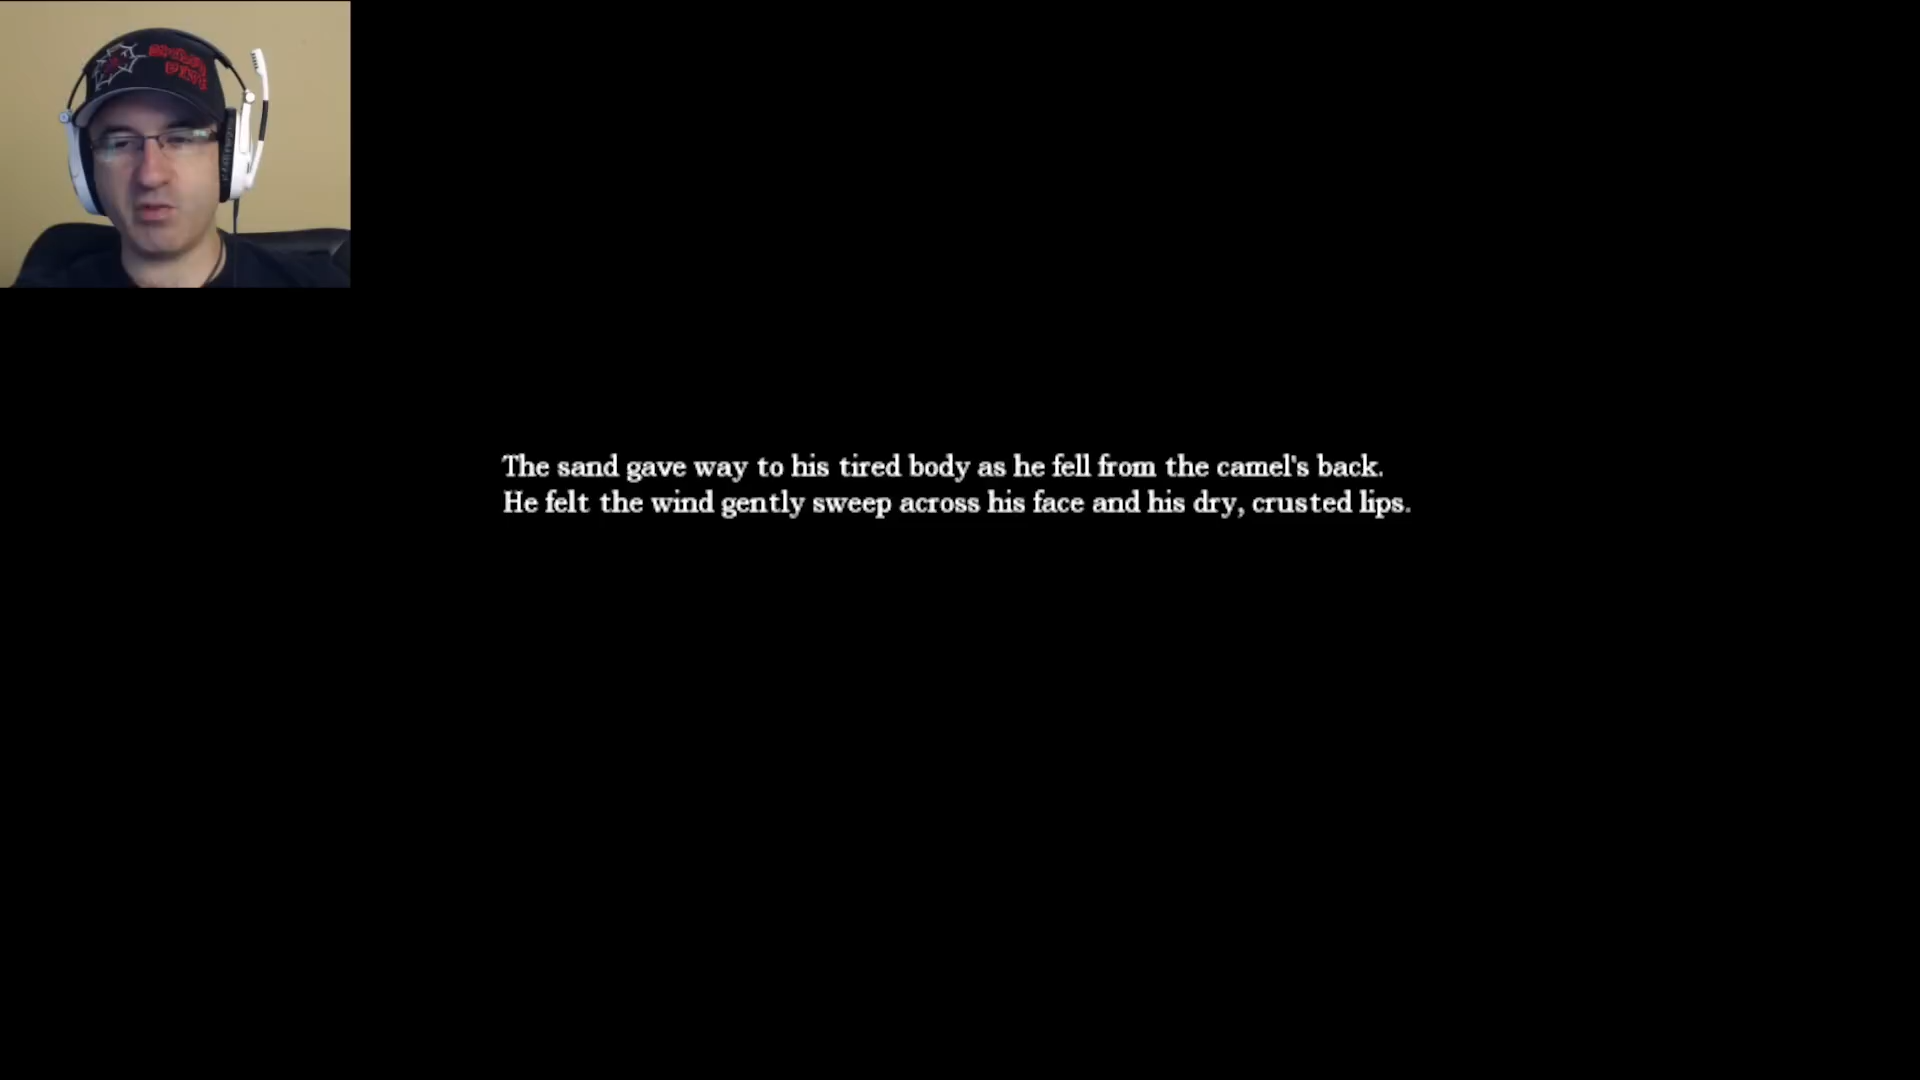 The sand gave way to his tired body as he fell from the camel's back.
He felt the wind gently sweep across his face and his dry, crusted lips.